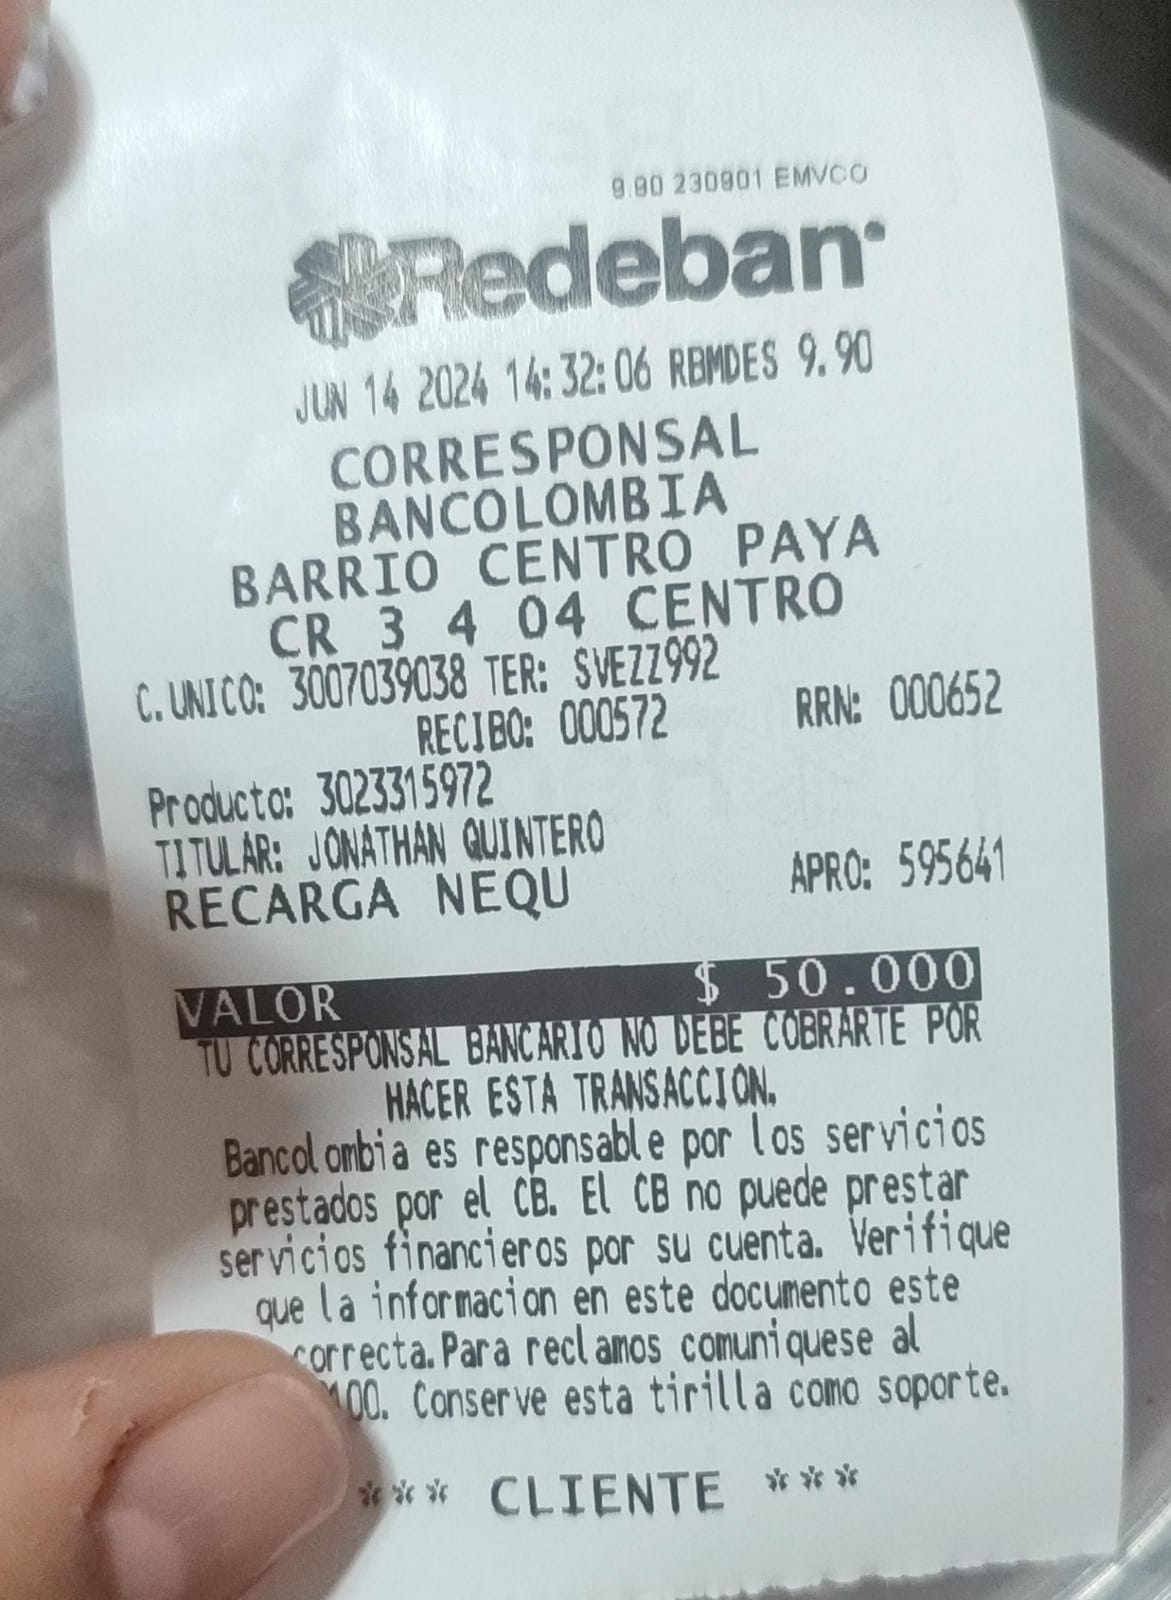 9.90 230901 EMVCO
Redeban
JUN 14 2024 14:32:06 RBMDES 9.90
CORRESPONSAL
BANCOLOMBIA
BARRIO CENTRO PAYA
CR 3 4 04 CENTRO
C. UNICO: 3007039038 TER: SVEZZ992
RECIBO: 000572 RRN: 000652
Producto: 3023315972
TITULAR: JONATHAN QUINTERO
RECARGA NEQU APRO: 595641
VALOR $ 50.000
TU CORRESPONSAL BANCARIO NO DEBE COBRARTE POR
HACER ESTA TRANSACCION.
Bancolombia es responsable por los servicios
prestados por el CB. El CB no puede prestar
servicios financieros por su cuenta. Verifique
que la informacion en este documento este
correcta. Para reclamos comuniquese al
100. Conserve esta tirilla como soporte.
*** CLIENTE ***